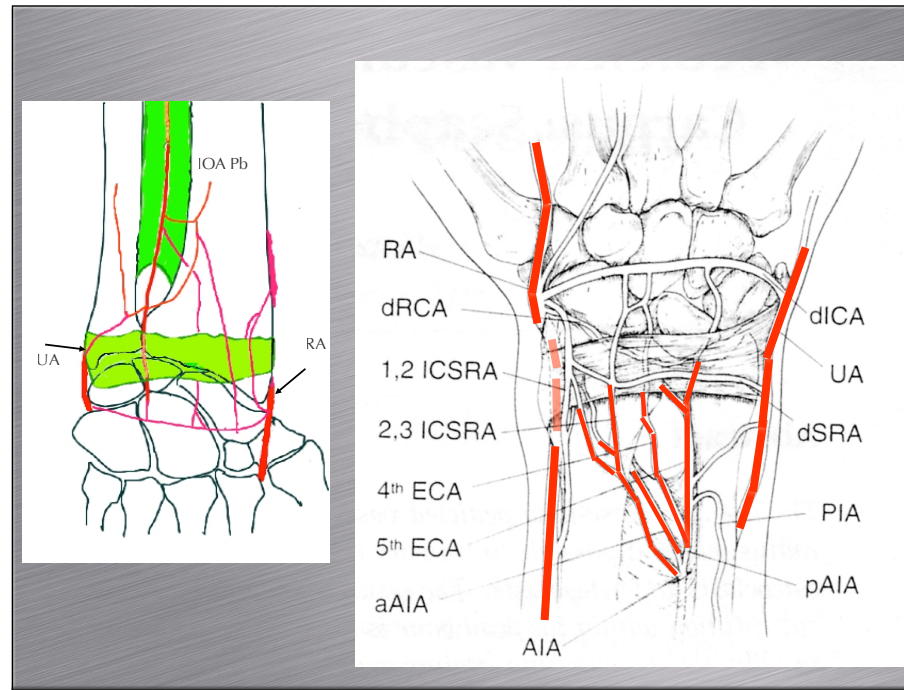 IOA Pb
UA
RA
RA
dRCA
1,2 ICSRA
2,3 ICSRA
4th ECA
5th ECA
aAIA
AIA
dICA
UA
dSRA
PIA
pAIA